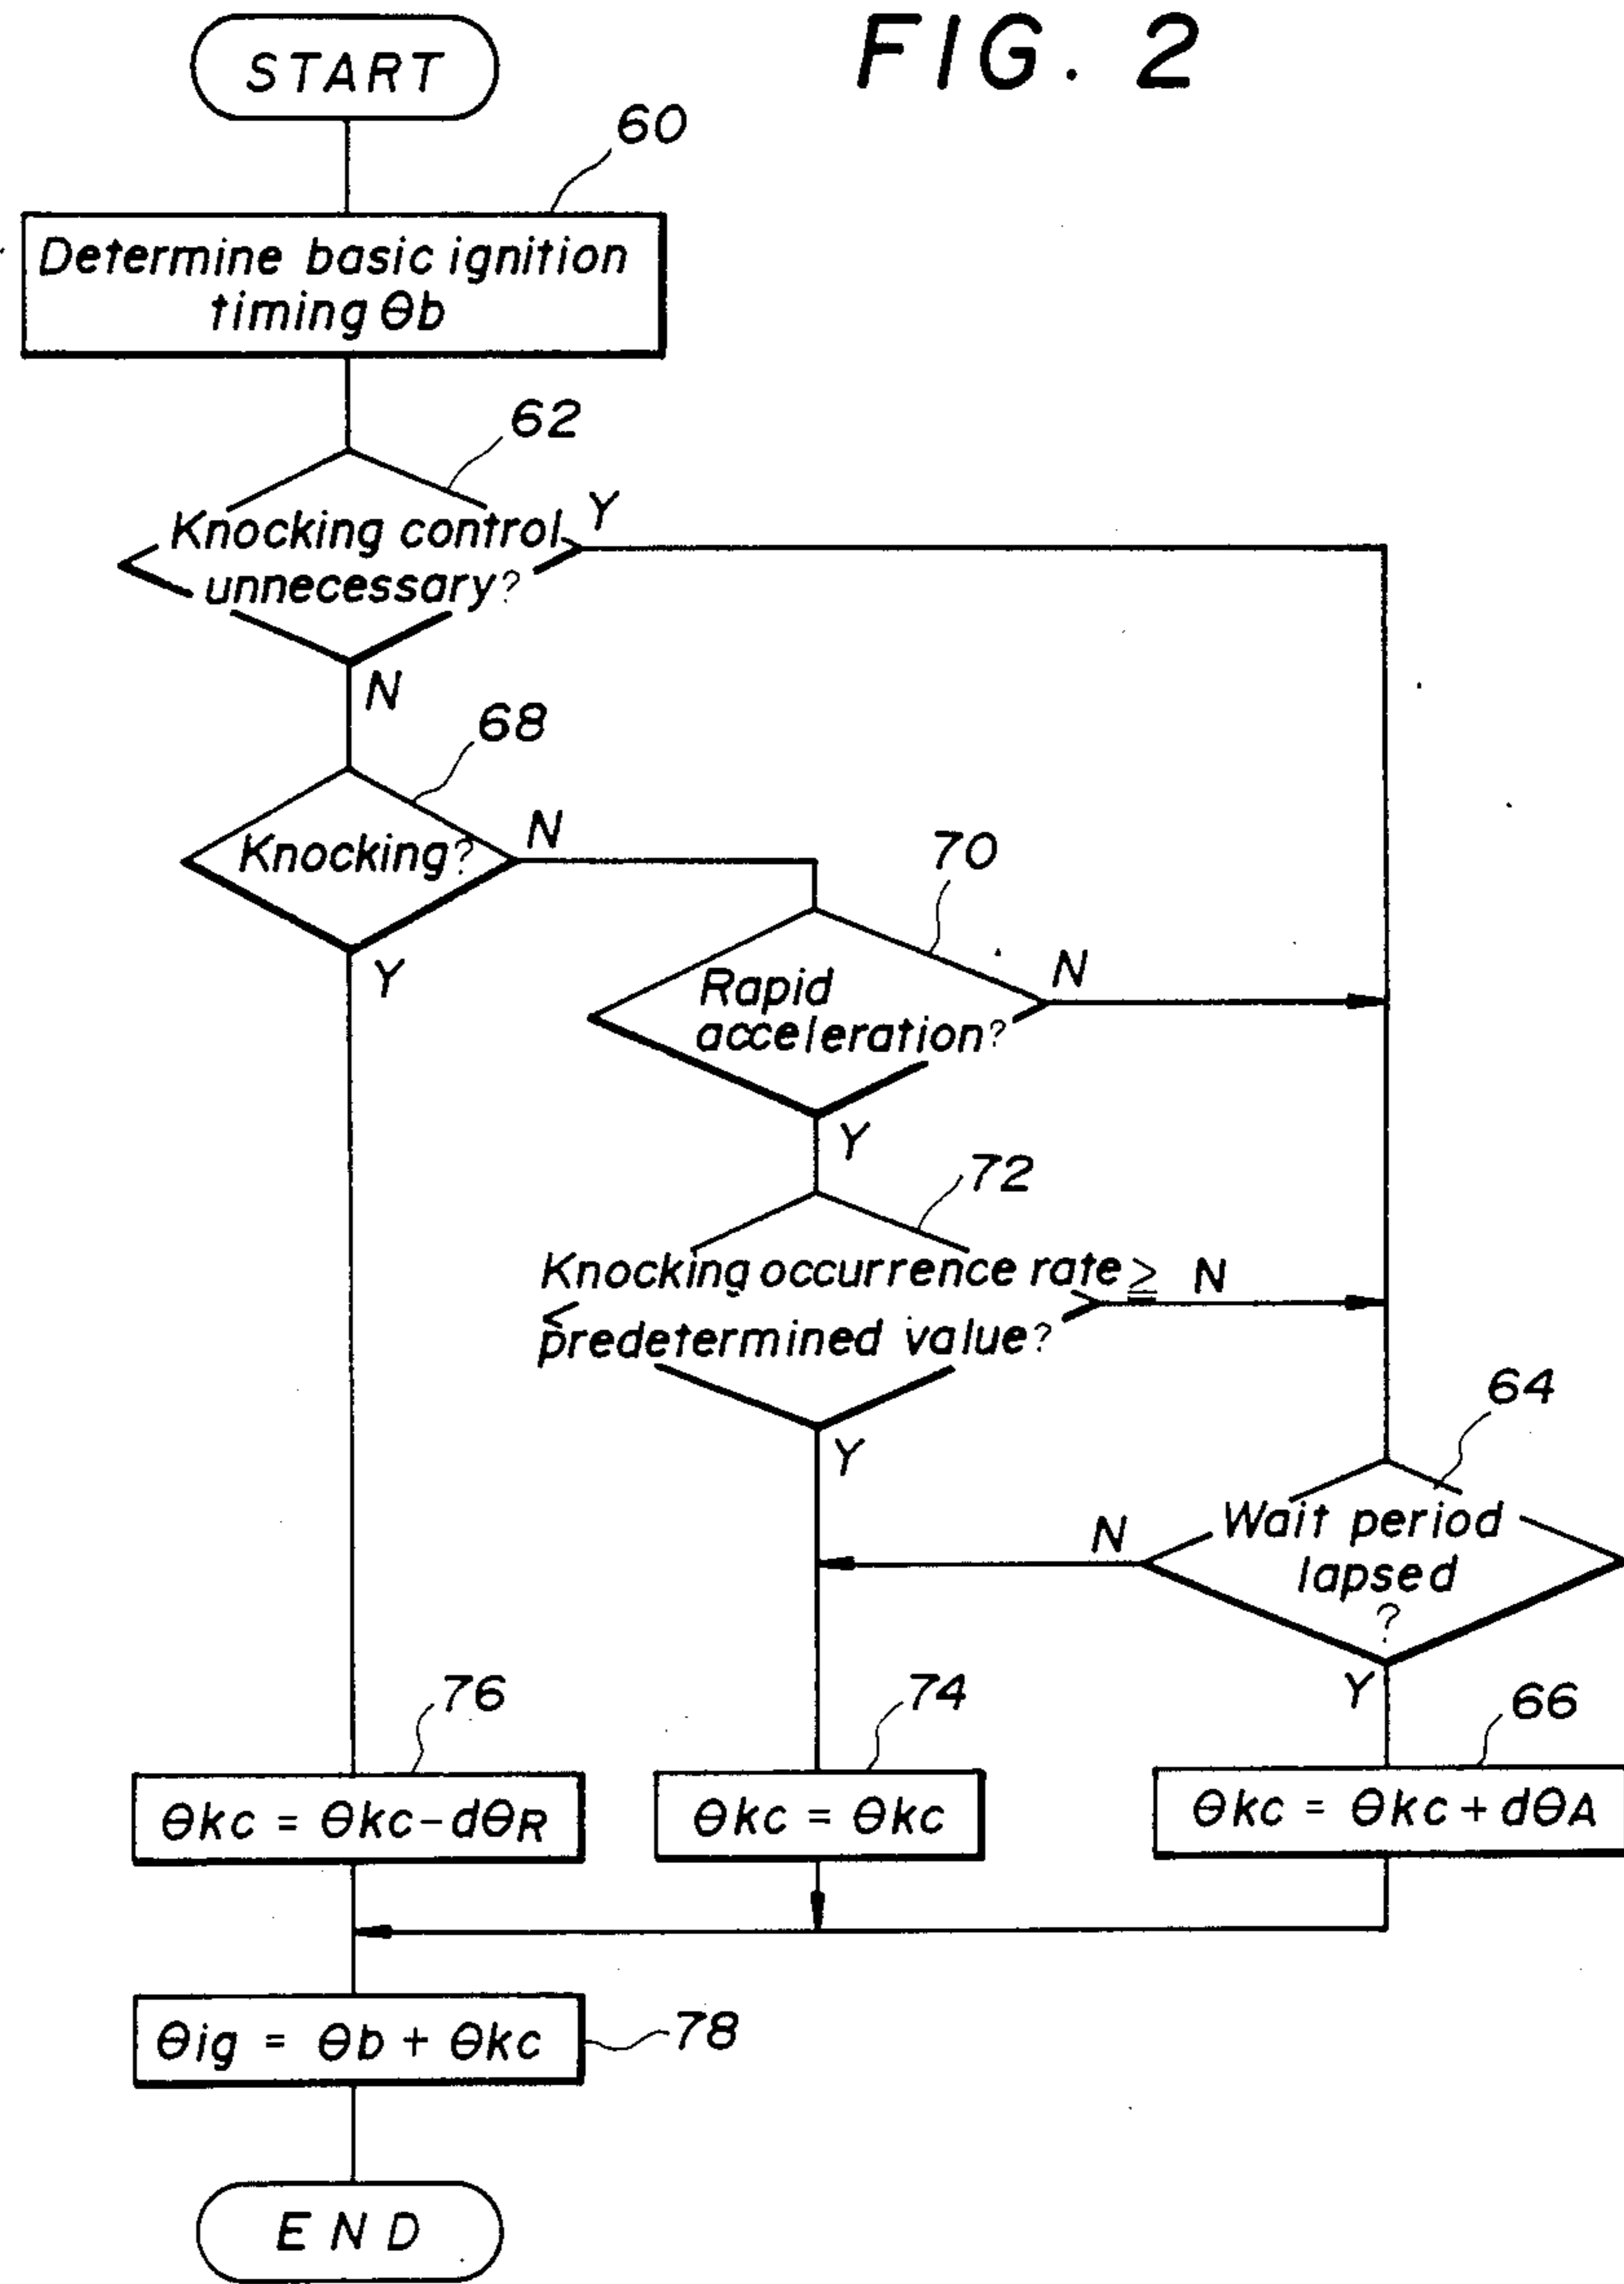 FIG. 2
START
60
Determine basic ignition
timing θb
62
Knocking control
unnecessary?
Y
N
68
Knocking?
N
Y
70
Rapid
acceleration?
N
Y
72
Knocking occurrence rate ≧
predetermined value?
N
Y
64
Wait period
lapsed
?
N
Y
76
θkc = θkc-dθR
74
θkc = θkc
66
θkc = θkc + dθA
θig = θb + θkc
78
END